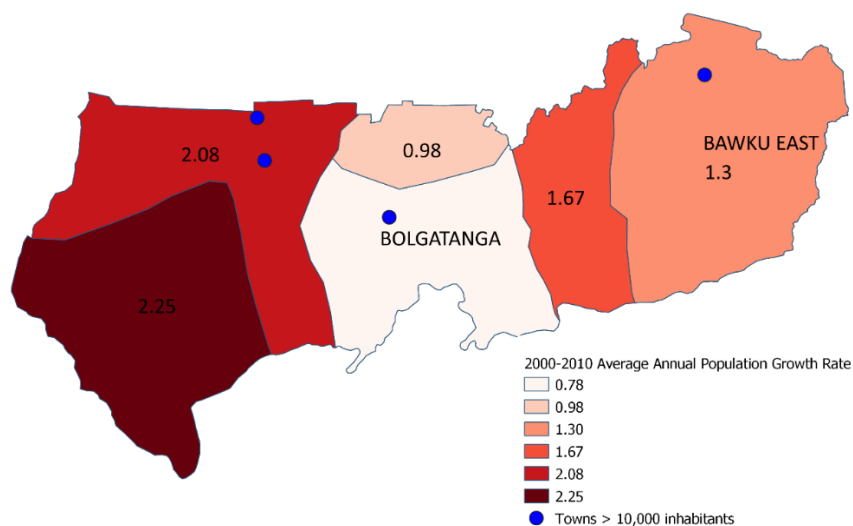 BAWKU EAST
2.08
0.98
1.3
1.67
BOLGATANGA
2.25
2000-2010 Average Annual Population Growth Rate
0.78
0.98
1.30
1.67
2.08
2.25
Towns > 10,000 inhabitants